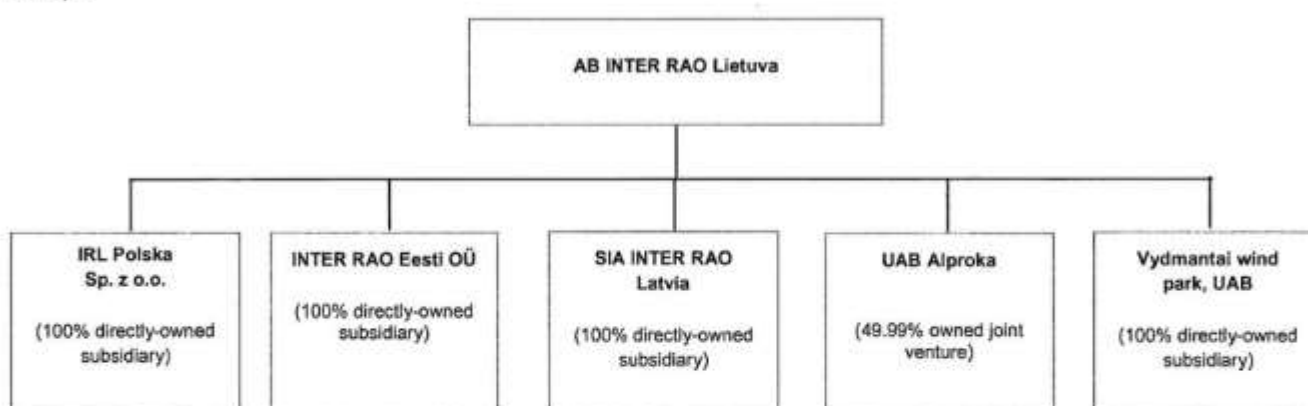 AB INTER RAO Lietuva
IRL Polska
Sp. z o.o.
(100% directly-owned
subsidiary)
INTER RAO Eesti OÜ
(100% directly-owned
subsidiary)
SIA INTER RAO
Latvia
(100% directly-owned
subsidiary)
UAB Alproka
(49.99% owned joint
venture)
Vydmantai wind
park, UAB
(100% directly-owned
subsidiary)